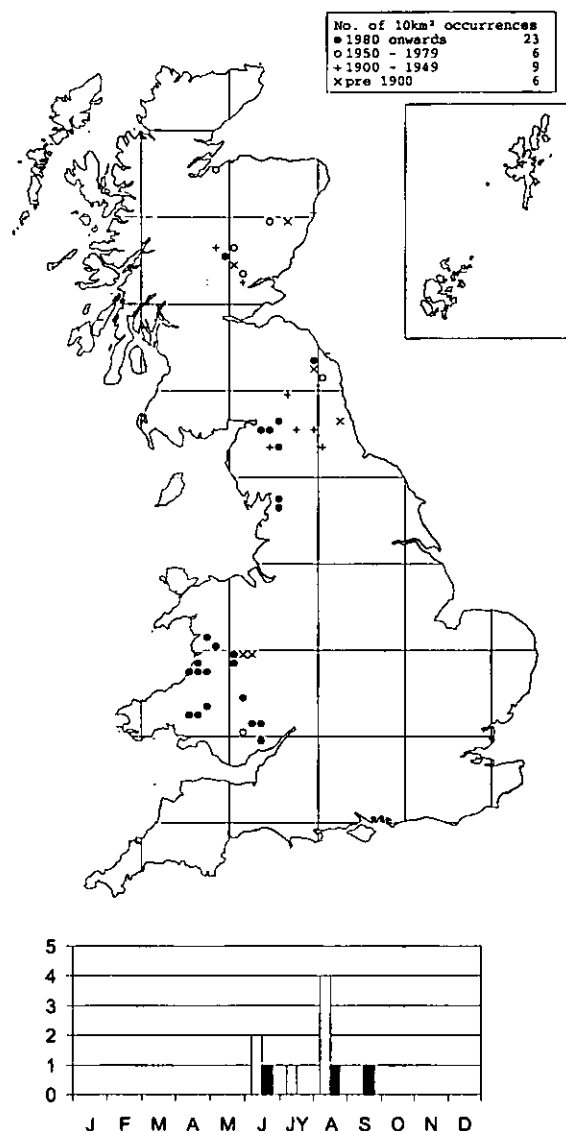 No. of 10km² occurrences
● 1980 onwards 23
○ 1950 - 1979 6
+ 1900 - 1949 9
× pre 1900 6
5
4
3
2
1
0
J F M A M J JY A S O N D